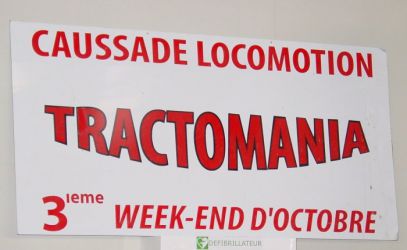 CAUSSADE LOCOMOTION
TRACTOMANIA
3ieme WEEK-END D'OCTOBRE
DEFIBRILLATEUR